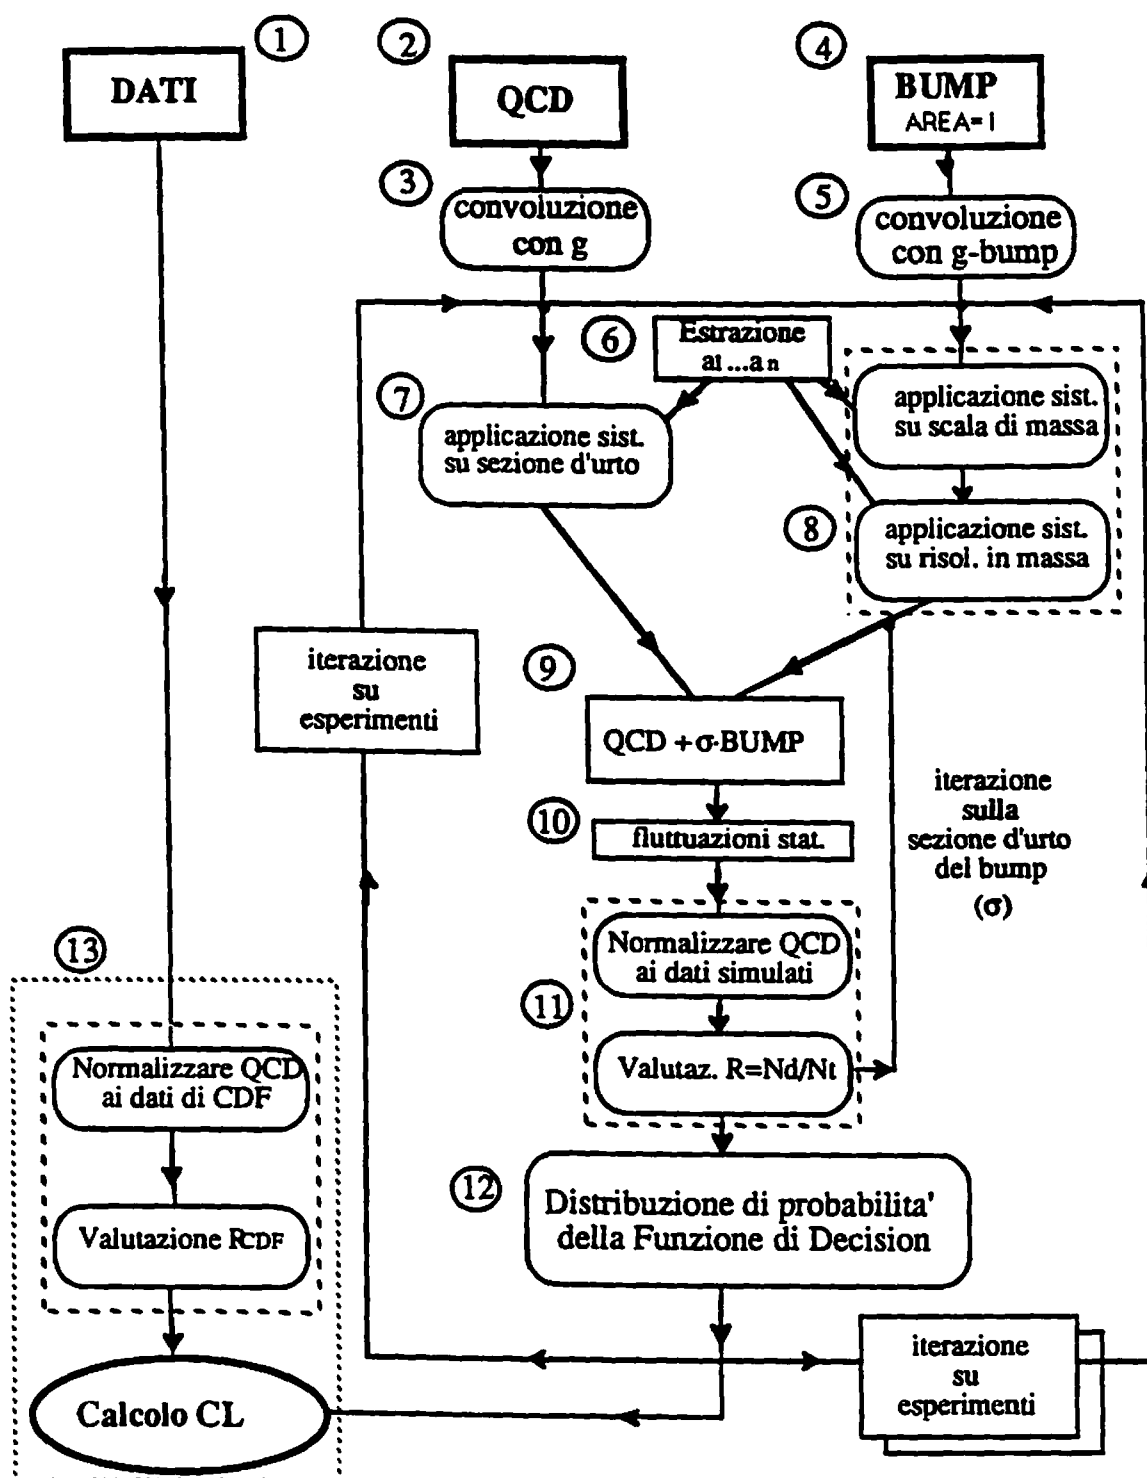 1
DATI
2
QCD
4
BUMP
AREA=1
3
convoluzione
con g
5
convoluzione
con g-bump
6
Estrazione
a1 ...a n
7
applicazione sist.
su sezione d'urto
applicazione sist.
su scala di massa
8
applicazione sist.
su risol. in massa
iterazione
su
esperimenti
9
QCD + σ·BUMP
10
fluttuazioni stat.
iterazione
sulla
sezione d'urto
del bump
(σ)
11
Normalizzare QCD
ai dati simulati
Valutaz. R=Nd/Nt
13
Normalizzare QCD
ai dati di CDF
Valutazione RCDF
Calcolo CL
12
Distribuzione di probabilita'
della Funzione di Decision
iterazione
su
esperimenti